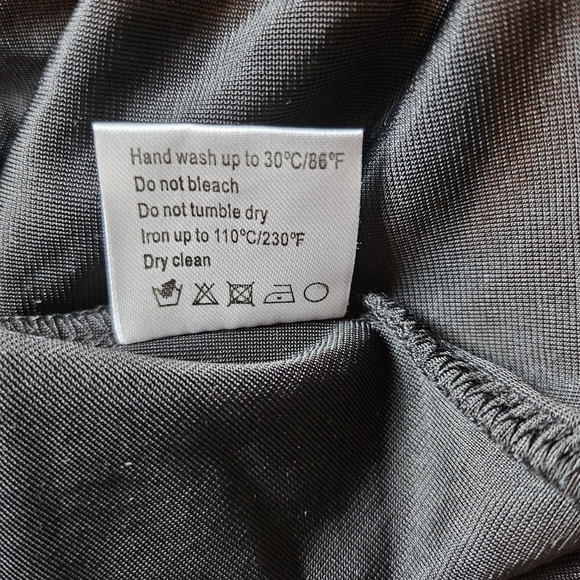 Hand wash up to 30°C/86°F
Do not bleach
Do not tumble dry
Iron up to 110°C/230°F
Dry clean